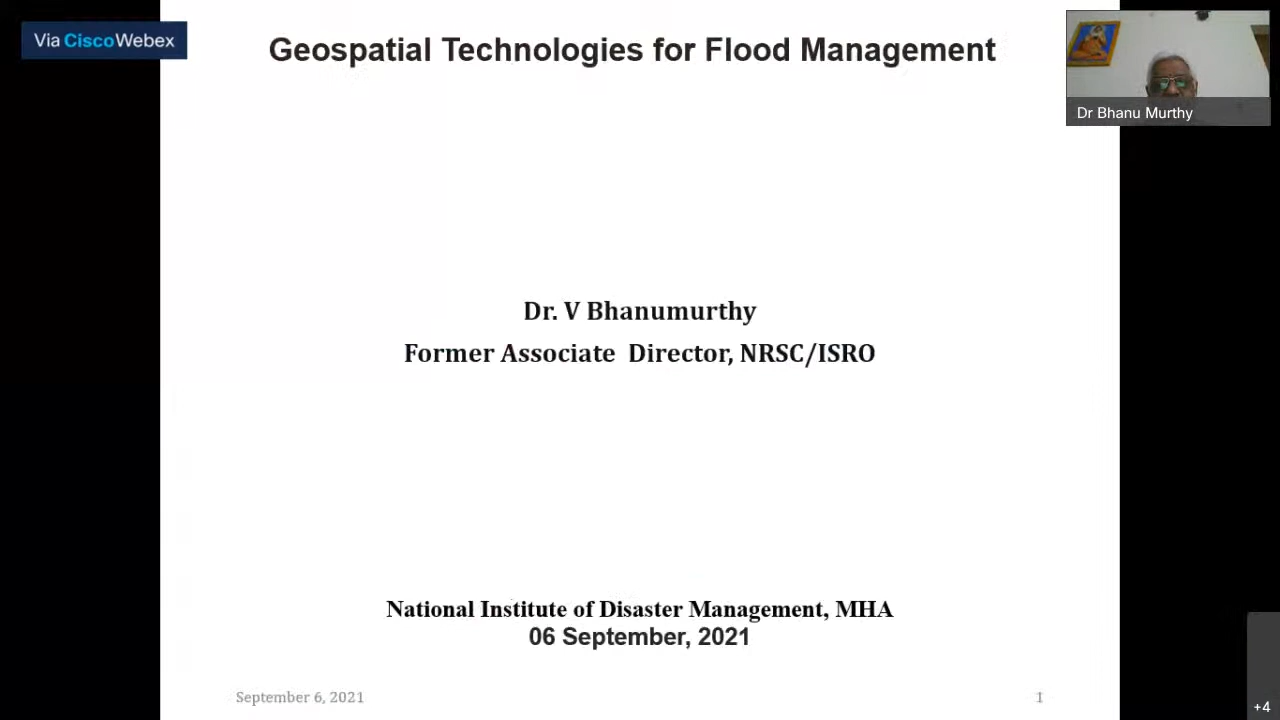 Via CiscoWebex
Geospatial Technologies for Flood Management
Dr Bhanu Murthy
Dr. V Bhanumurthy
Former Associate Director, NRSC/ISRO
National Institute of Disaster Management, MHA
06 September, 2021
September 6, 2021
1
+4